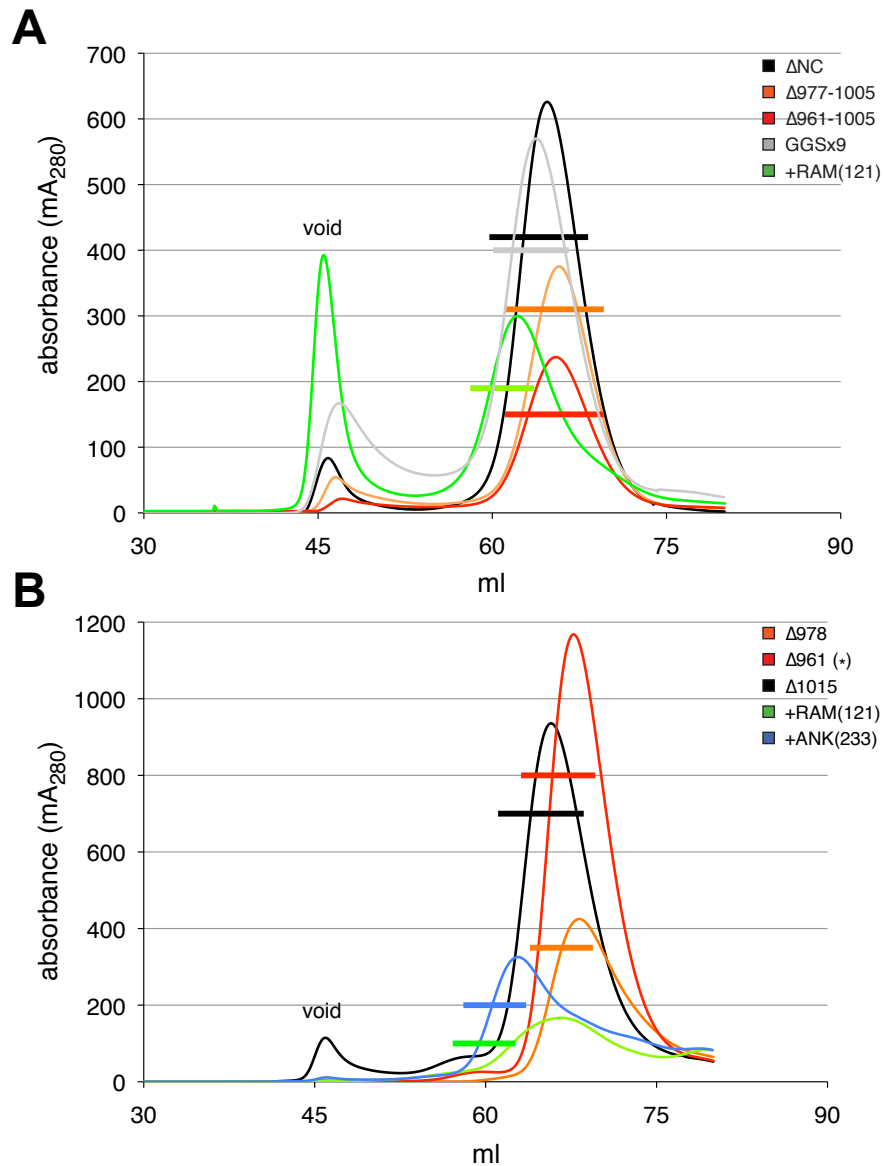 A
700
600
500
400
300
200
100
0
absorbance (mA280)
void
ΔNC
Δ977-1005
Δ961-1005
GGSx9
+RAM(121)
30
45
60
75
90
ml
B
1200
1000
800
600
400
200
0
absorbance (mA280)
void
Δ978
Δ961 (*)
Δ1015
+RAM(121)
+ANK(233)
30
45
60
75
90
ml